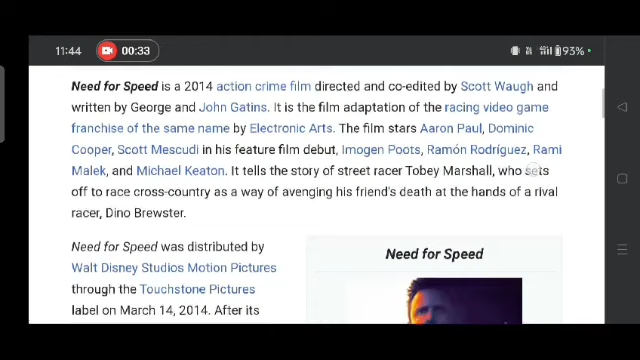 11:44 00:33 93%
Need for Speed is a 2014 action crime film directed and co-edited by Scott Waugh and
written by George and John Gatins. It is the film adaptation of the racing video game
franchise of the same name by Electronic Arts. The film stars Aaron Paul, Dominic
Cooper, Scott Mescudi in his feature film debut, Imogen Poots, Ramón Rodríguez, Rami
Malek, and Michael Keaton. It tells the story of street racer Tobey Marshall, who sets
off to race cross-country as a way of avenging his friend's death at the hands of a rival
racer, Dino Brewster.
Need for Speed was distributed by
Walt Disney Studios Motion Pictures
through the Touchstone Pictures
label on March 14, 2014. After its
Need for Speed